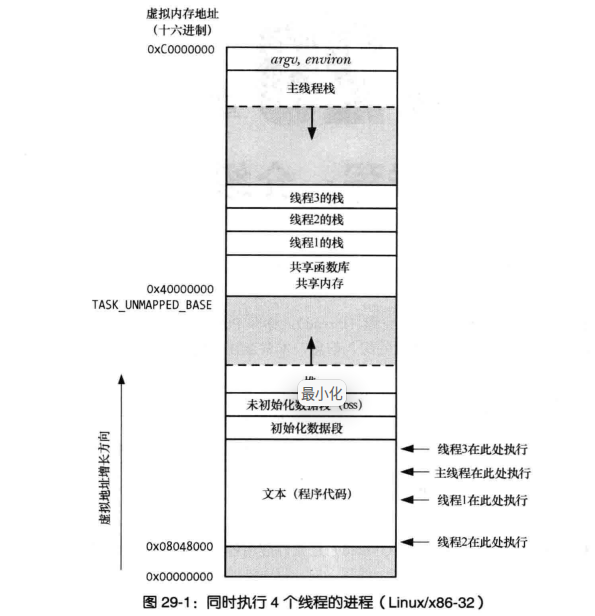 虚拟内存地址
（十六进制）
0xC0000000
argv, environ
主线程栈
线程3的栈
线程2的栈
线程1的栈
共享函数库
共享内存
0x40000000
TASK_UNMAPPED_BASE
最小化
未初始化数据段（bss）
初始化数据段
文本（程序代码）
线程3在此处执行
主线程在此处执行
线程1在此处执行
线程2在此处执行
虚拟地址增长方向
0x08048000
0x00000000
图 29-1：同时执行 4 个线程的进程（Linux/x86-32）